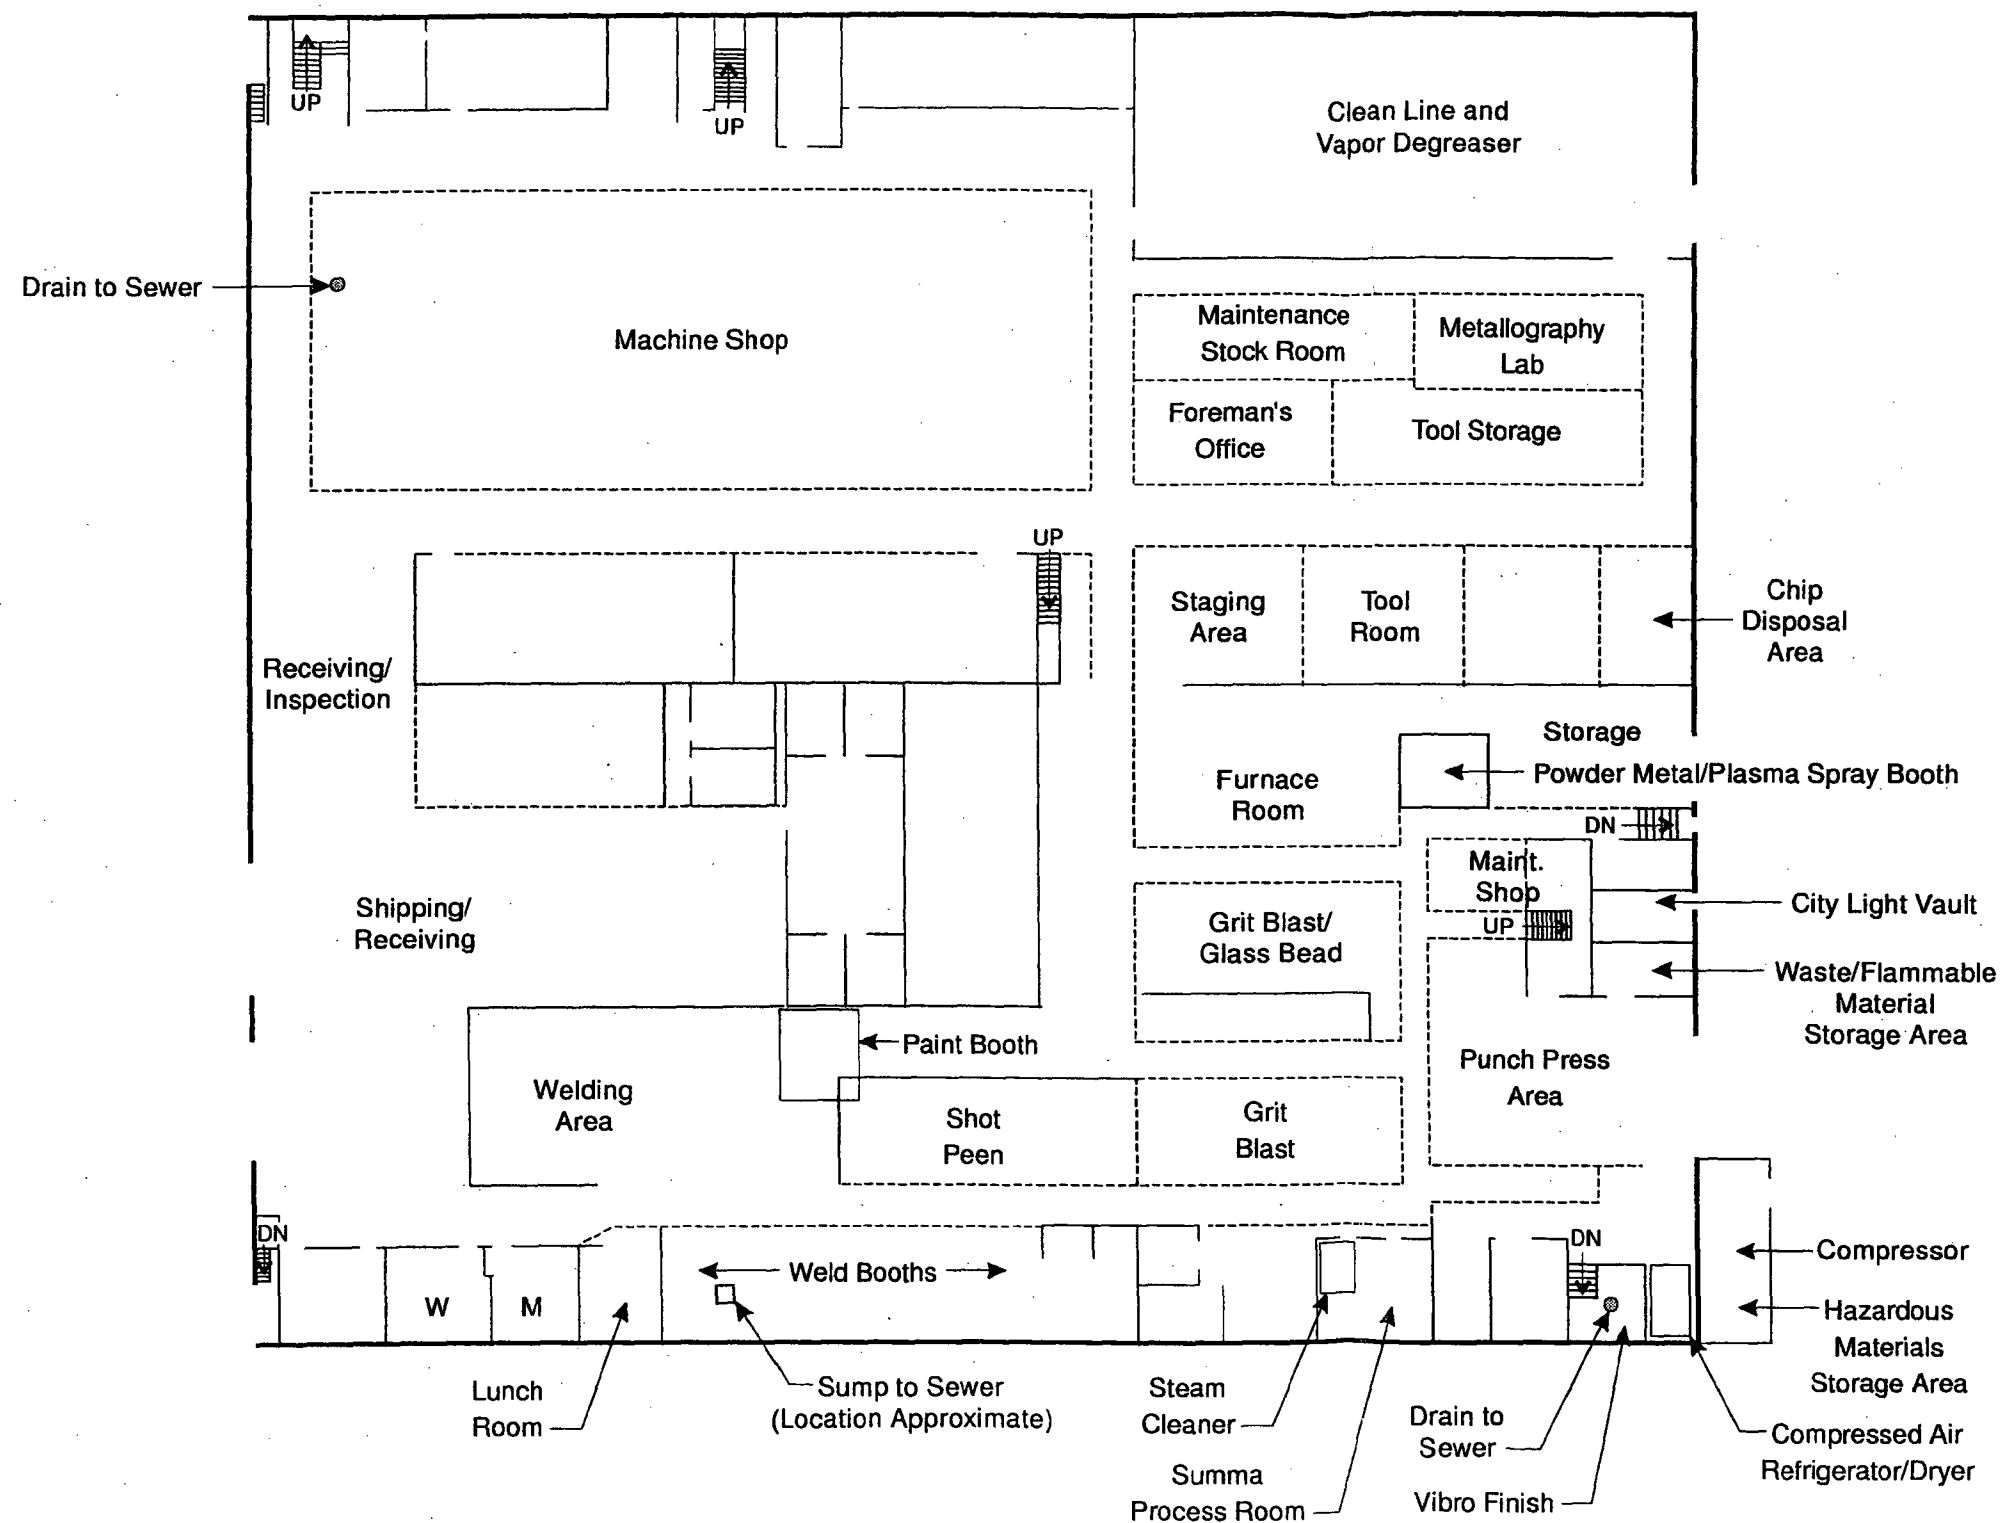 UP
UP
Clean Line and
Vapor Degreaser
Drain to Sewer
Machine Shop
Maintenance
Stock Room
Metallography
Lab
Foreman's
Office
Tool Storage
UP
Staging
Area
Tool
Room
Chip
Disposal
Area
Receiving/
Inspection
Storage
Powder Metal/Plasma Spray Booth
Furnace
Room
DN
Maint.
Shop
City Light Vault
UP
Shipping/
Receiving
Grit Blast/
Glass Bead
Waste/Flammable
Material
Storage Area
Paint Booth
Punch Press
Area
Welding
Area
Shot
Peen
Grit
Blast
DN
DN
Compressor
W
M
Weld Booths
Hazardous
Materials
Storage Area
Lunch
Room
Sump to Sewer
(Location Approximate)
Steam
Cleaner
Drain to
Sewer
Compressed Air
Refrigerator/Dryer
Summa
Process Room
Vibro Finish